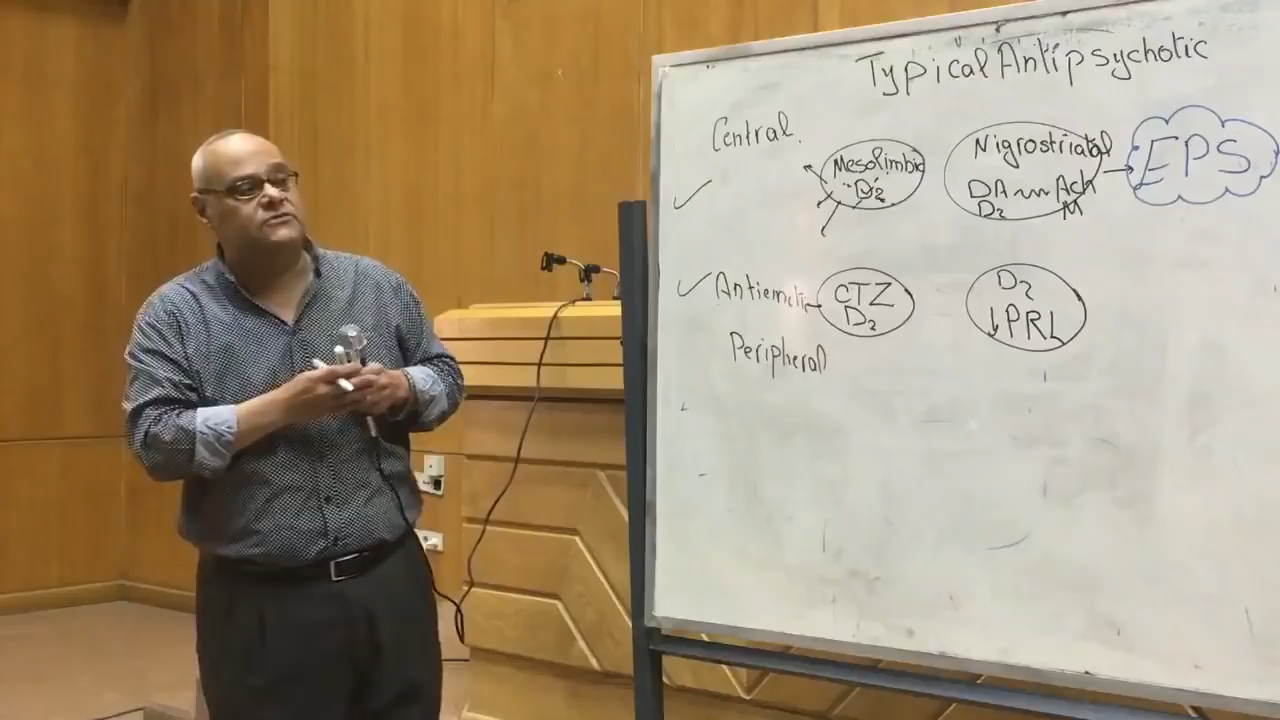 Typical Antipsychotic
Central.
Mesolimbic
D2
Nigrostriatal
DA Ach
D2 M
EPS
Antiemetic
CTZ
D2
D2
↓PRL
Peripheral